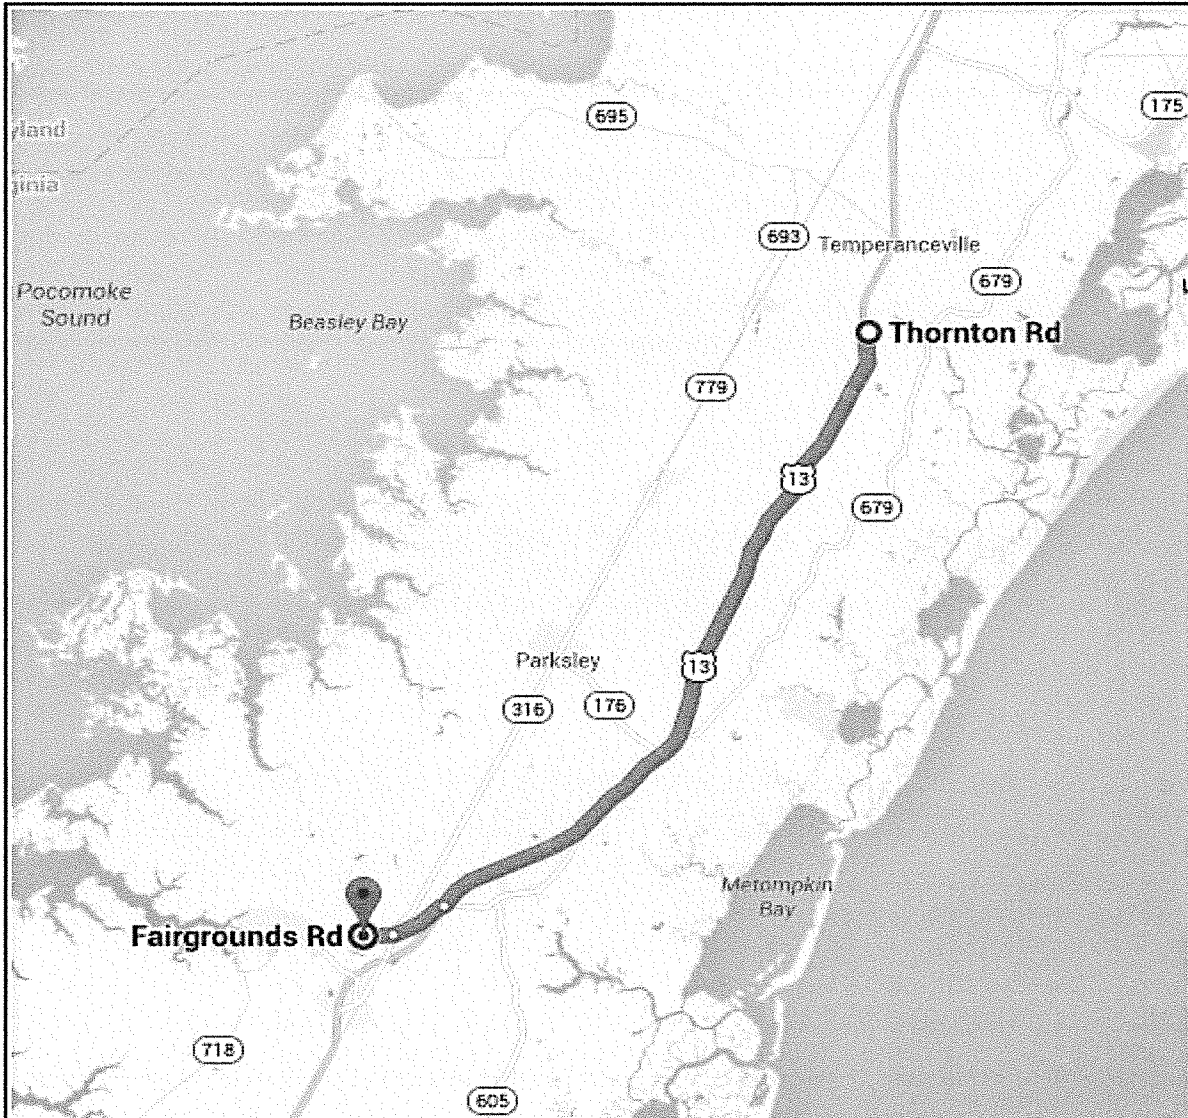 695
175
yland
ginia
693
Temperanceville
679
Pocomoke
Sound
Beasley Bay
Thornton Rd
779
13
679
Parksley
13
316
176
Metompkin
Bay
Fairgrounds Rd
718
605